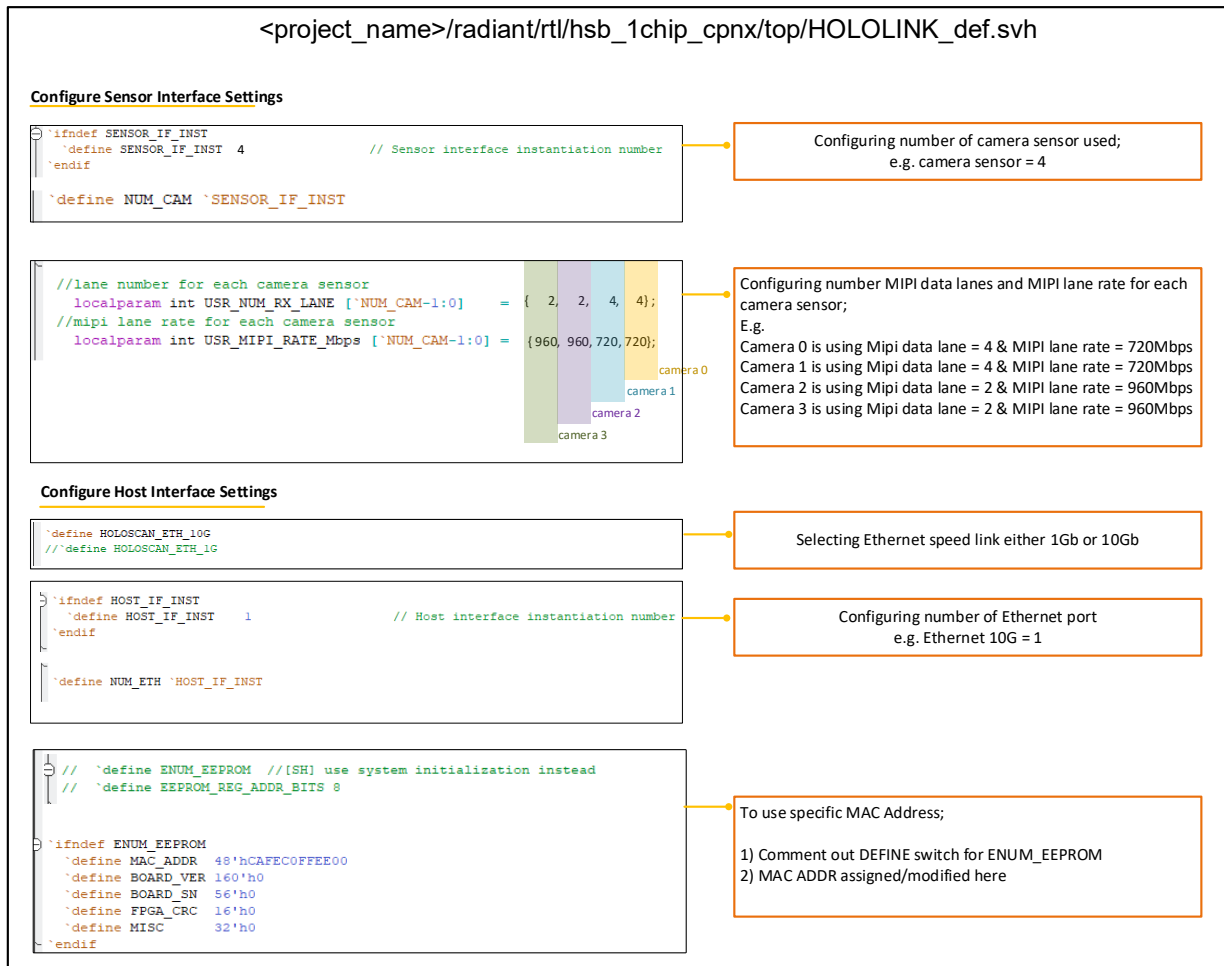 <project_name>/radiant/rtl/hsb_1chip_cpnx/top/HOLOLINK_def.svh
Configure Sensor Interface Settings
`ifndef SENSOR_IF_INST
`define SENSOR_IF_INST 4 // Sensor interface instantiation number
`endif
`define NUM_CAM `SENSOR_IF_INST
Configuring number of camera sensor used;
e.g. camera sensor = 4
//lane number for each camera sensor
localparam int USR_NUM_RX_LANE [`NUM_CAM-1:0] = { 2, 2, 4, 4};
//mipi lane rate for each camera sensor
localparam int USR_MIPI_RATE_Mbps [`NUM_CAM-1:0] = {960, 960, 720, 720};
camera 0
camera 1
camera 2
camera 3
Configuring number MIPI data lanes and MIPI lane rate for each
camera sensor;
E.g.
Camera 0 is using Mipi data lane = 4 & MIPI lane rate = 720Mbps
Camera 1 is using Mipi data lane = 4 & MIPI lane rate = 720Mbps
Camera 2 is using Mipi data lane = 2 & MIPI lane rate = 960Mbps
Camera 3 is using Mipi data lane = 2 & MIPI lane rate = 960Mbps
Configure Host Interface Settings
`define HOLOSCAN_ETH_10G
//`define HOLOSCAN_ETH_1G
Selecting Ethernet speed link either 1Gb or 10Gb
`ifndef HOST_IF_INST
`define HOST_IF_INST 1 // Host interface instantiation number
`endif
`define NUM_ETH `HOST_IF_INST
Configuring number of Ethernet port
e.g. Ethernet 10G = 1
// `define ENUM_EEPROM //[SH] use system initialization instead
// `define EEPROM_REG_ADDR_BITS 8
`ifndef ENUM_EEPROM
`define MAC_ADDR 48'hCAFEC0FFEE00
`define BOARD_VER 160'h0
`define BOARD_SN 56'h0
`define FPGA_CRC 16'h0
`define MISC 32'h0
`endif
To use specific MAC Address;
1) Comment out DEFINE switch for ENUM_EEPROM
2) MAC ADDR assigned/modified here